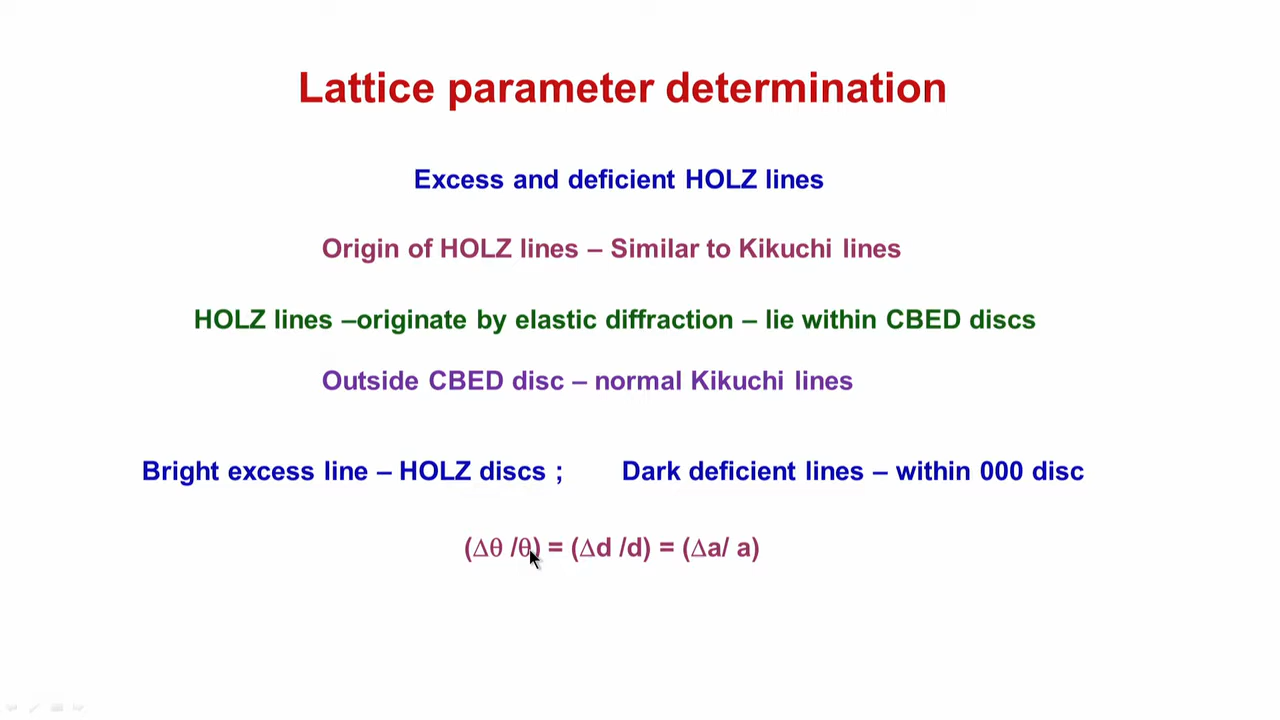 Lattice parameter determination
Excess and deficient HOLZ lines
Origin of HOLZ lines – Similar to Kikuchi lines
HOLZ lines –originate by elastic diffraction – lie within CBED discs
Outside CBED disc – normal Kikuchi lines
Bright excess line – HOLZ discs ; Dark deficient lines – within 000 disc
(∆θ /θ) = (∆d /d) = (∆a/ a)